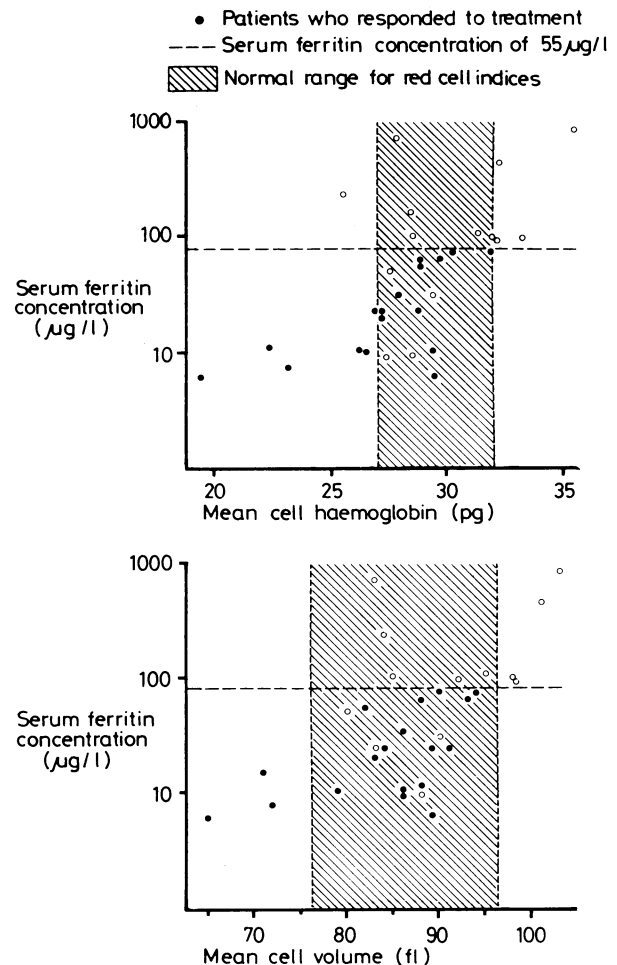 Patients who responded to treatment
Serum ferritin concentration of 55 µg/l
Normal range for red cell indices
1000
100
10
Serum ferritin
concentration
(µg/l)
20 25 30 35
Mean cell haemoglobin (pg)
1000
100
10
Serum ferritin
concentration
(µg/l)
70 80 90 100
Mean cell volume (fl)